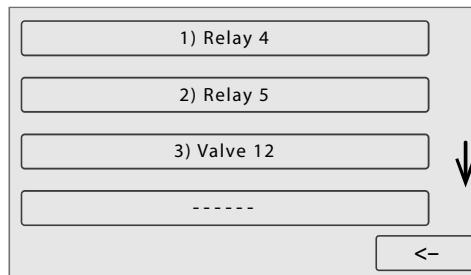 1) Relay 4
2) Relay 5
3) Valve 12
------
<–